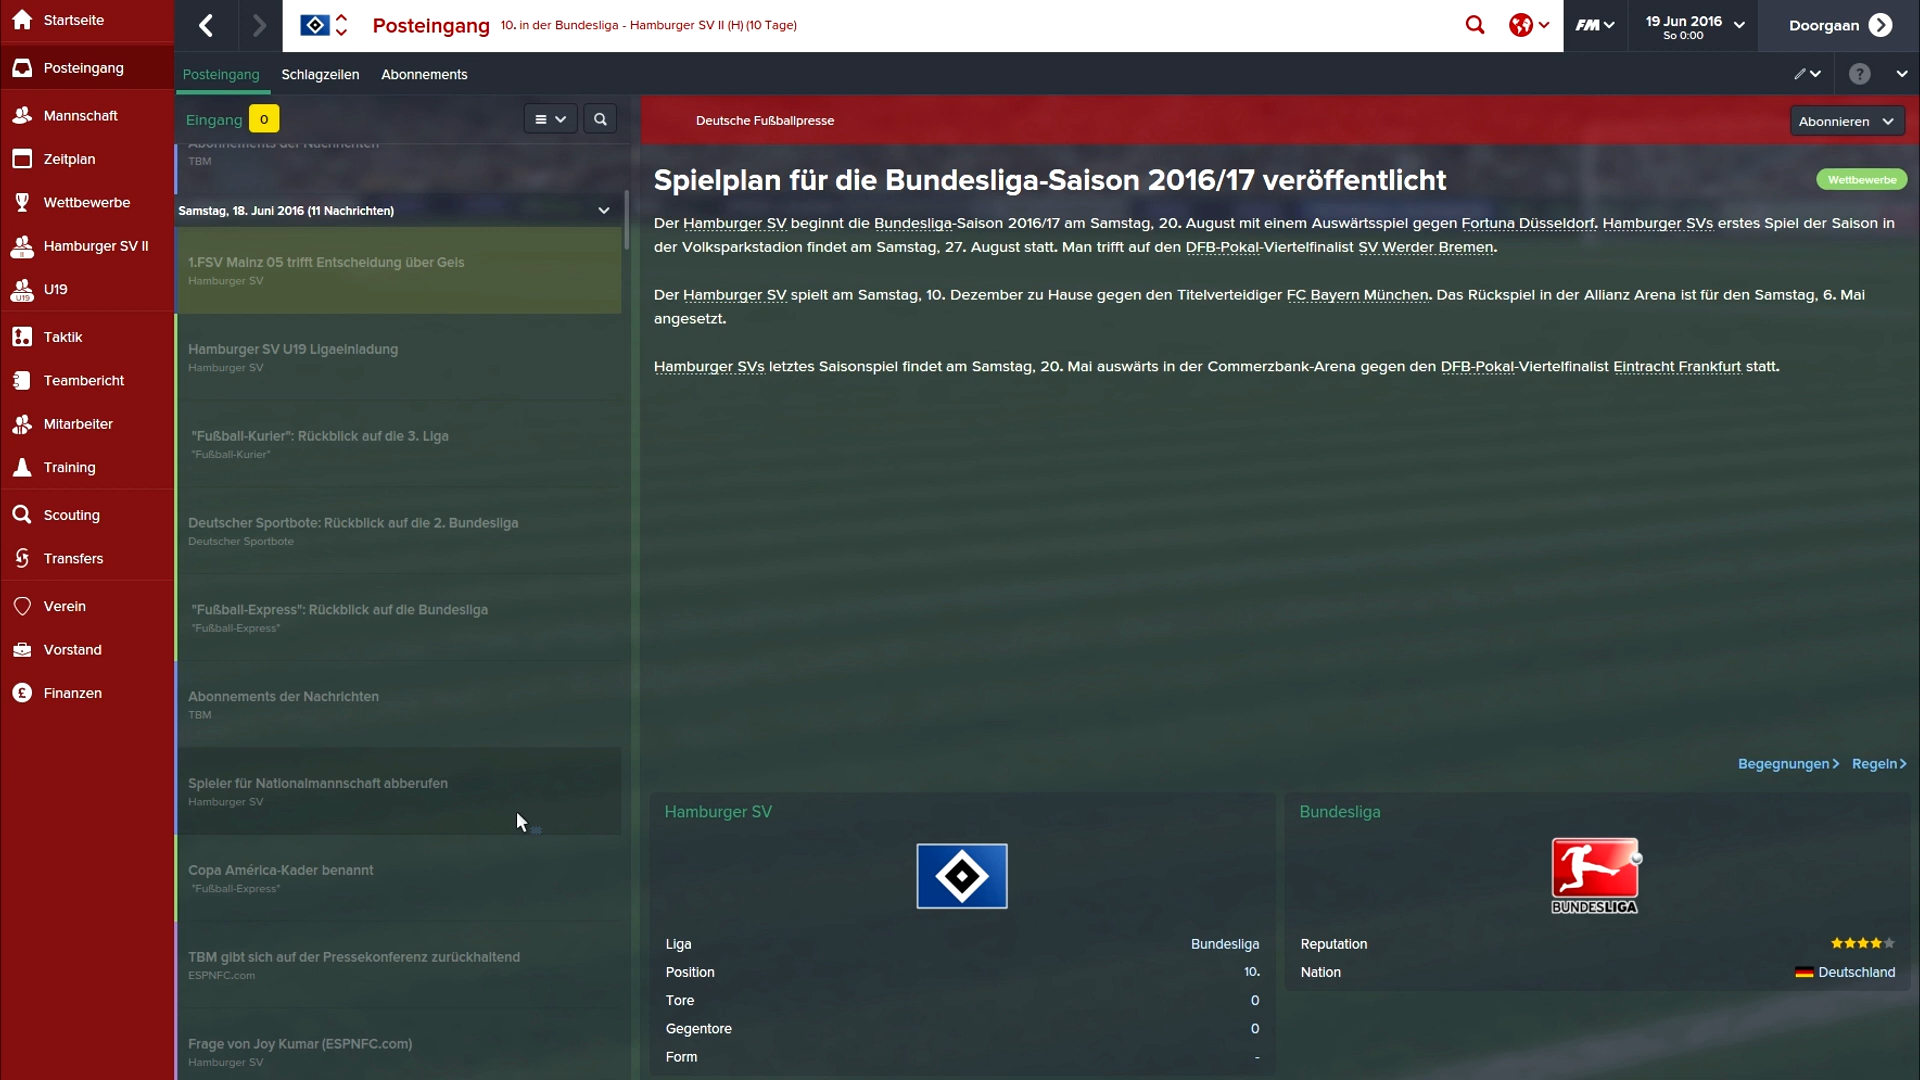 Startseite
Posteingang
Mannschaft
Zeitplan
Wettbewerbe
Hamburger SV II
U19
U19
Taktik
Teambericht
Mitarbeiter
Training
Scouting
Transfers
Verein
Vorstand
Finanzen
Posteingang 10. in der Bundesliga - Hamburger SV II (H) (10 Tage)
FM
19 Jun 2016
So 0:00
Doorgaan
Posteingang Schlagzeilen Abonnements
?
Eingang 0
Abonnements der Nachrichten
TBM
Samstag, 18. Juni 2016 (11 Nachrichten)
1.FSV Mainz 05 trifft Entscheidung über Geis
Hamburger SV
Hamburger SV U19 Ligaeinladung
Hamburger SV
"Fußball-Kurier": Rückblick auf die 3. Liga
"Fußball-Kurier"
Deutscher Sportbote: Rückblick auf die 2. Bundesliga
Deutscher Sportbote
"Fußball-Express": Rückblick auf die Bundesliga
"Fußball-Express"
Abonnements der Nachrichten
TBM
Spieler für Nationalmannschaft abberufen
Hamburger SV
Copa América-Kader benannt
"Fußball-Express"
TBM gibt sich auf der Pressekonferenz zurückhaltend
ESPNFC.com
Frage von Joy Kumar (ESPNFC.com)
Hamburger SV
Deutsche Fußballpresse
Abonnieren
Spielplan für die Bundesliga-Saison 2016/17 veröffentlicht
Wettbewerbe
Der Hamburger SV beginnt die Bundesliga-Saison 2016/17 am Samstag, 20. August mit einem Auswärtsspiel gegen Fortuna Düsseldorf. Hamburger SVs erstes Spiel der Saison in
der Volksparkstadion findet am Samstag, 27. August statt. Man trifft auf den DFB-Pokal-Viertelfinalist SV Werder Bremen.
Der Hamburger SV spielt am Samstag, 10. Dezember zu Hause gegen den Titelverteidiger FC Bayern München. Das Rückspiel in der Allianz Arena ist für den Samstag, 6. Mai
angesetzt.
Hamburger SVs letztes Saisonspiel findet am Samstag, 20. Mai auswärts in der Commerzbank-Arena gegen den DFB-Pokal-Viertelfinalist Eintracht Frankfurt statt.
Begegnungen> Regeln>
Hamburger SV
Liga Bundesliga
Position 10.
Tore 0
Gegentore 0
Form -
Bundesliga
BUNDESLIGA
Reputation
Nation Deutschland